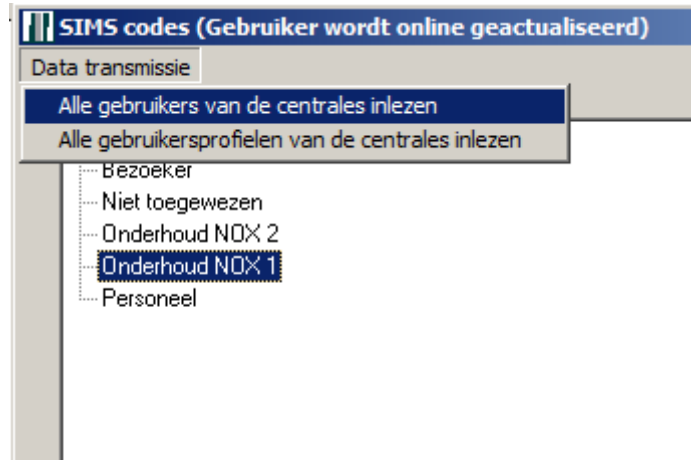 SIMS codes (Gebruiker wordt online geactualiseerd)
Data transmissie
Alle gebruikers van de centrales inlezen
Alle gebruikersprofielen van de centrales inlezen
Bezoeker
Niet toegewezen
Onderhoud NOX 2
Onderhoud NOX 1
Personeel